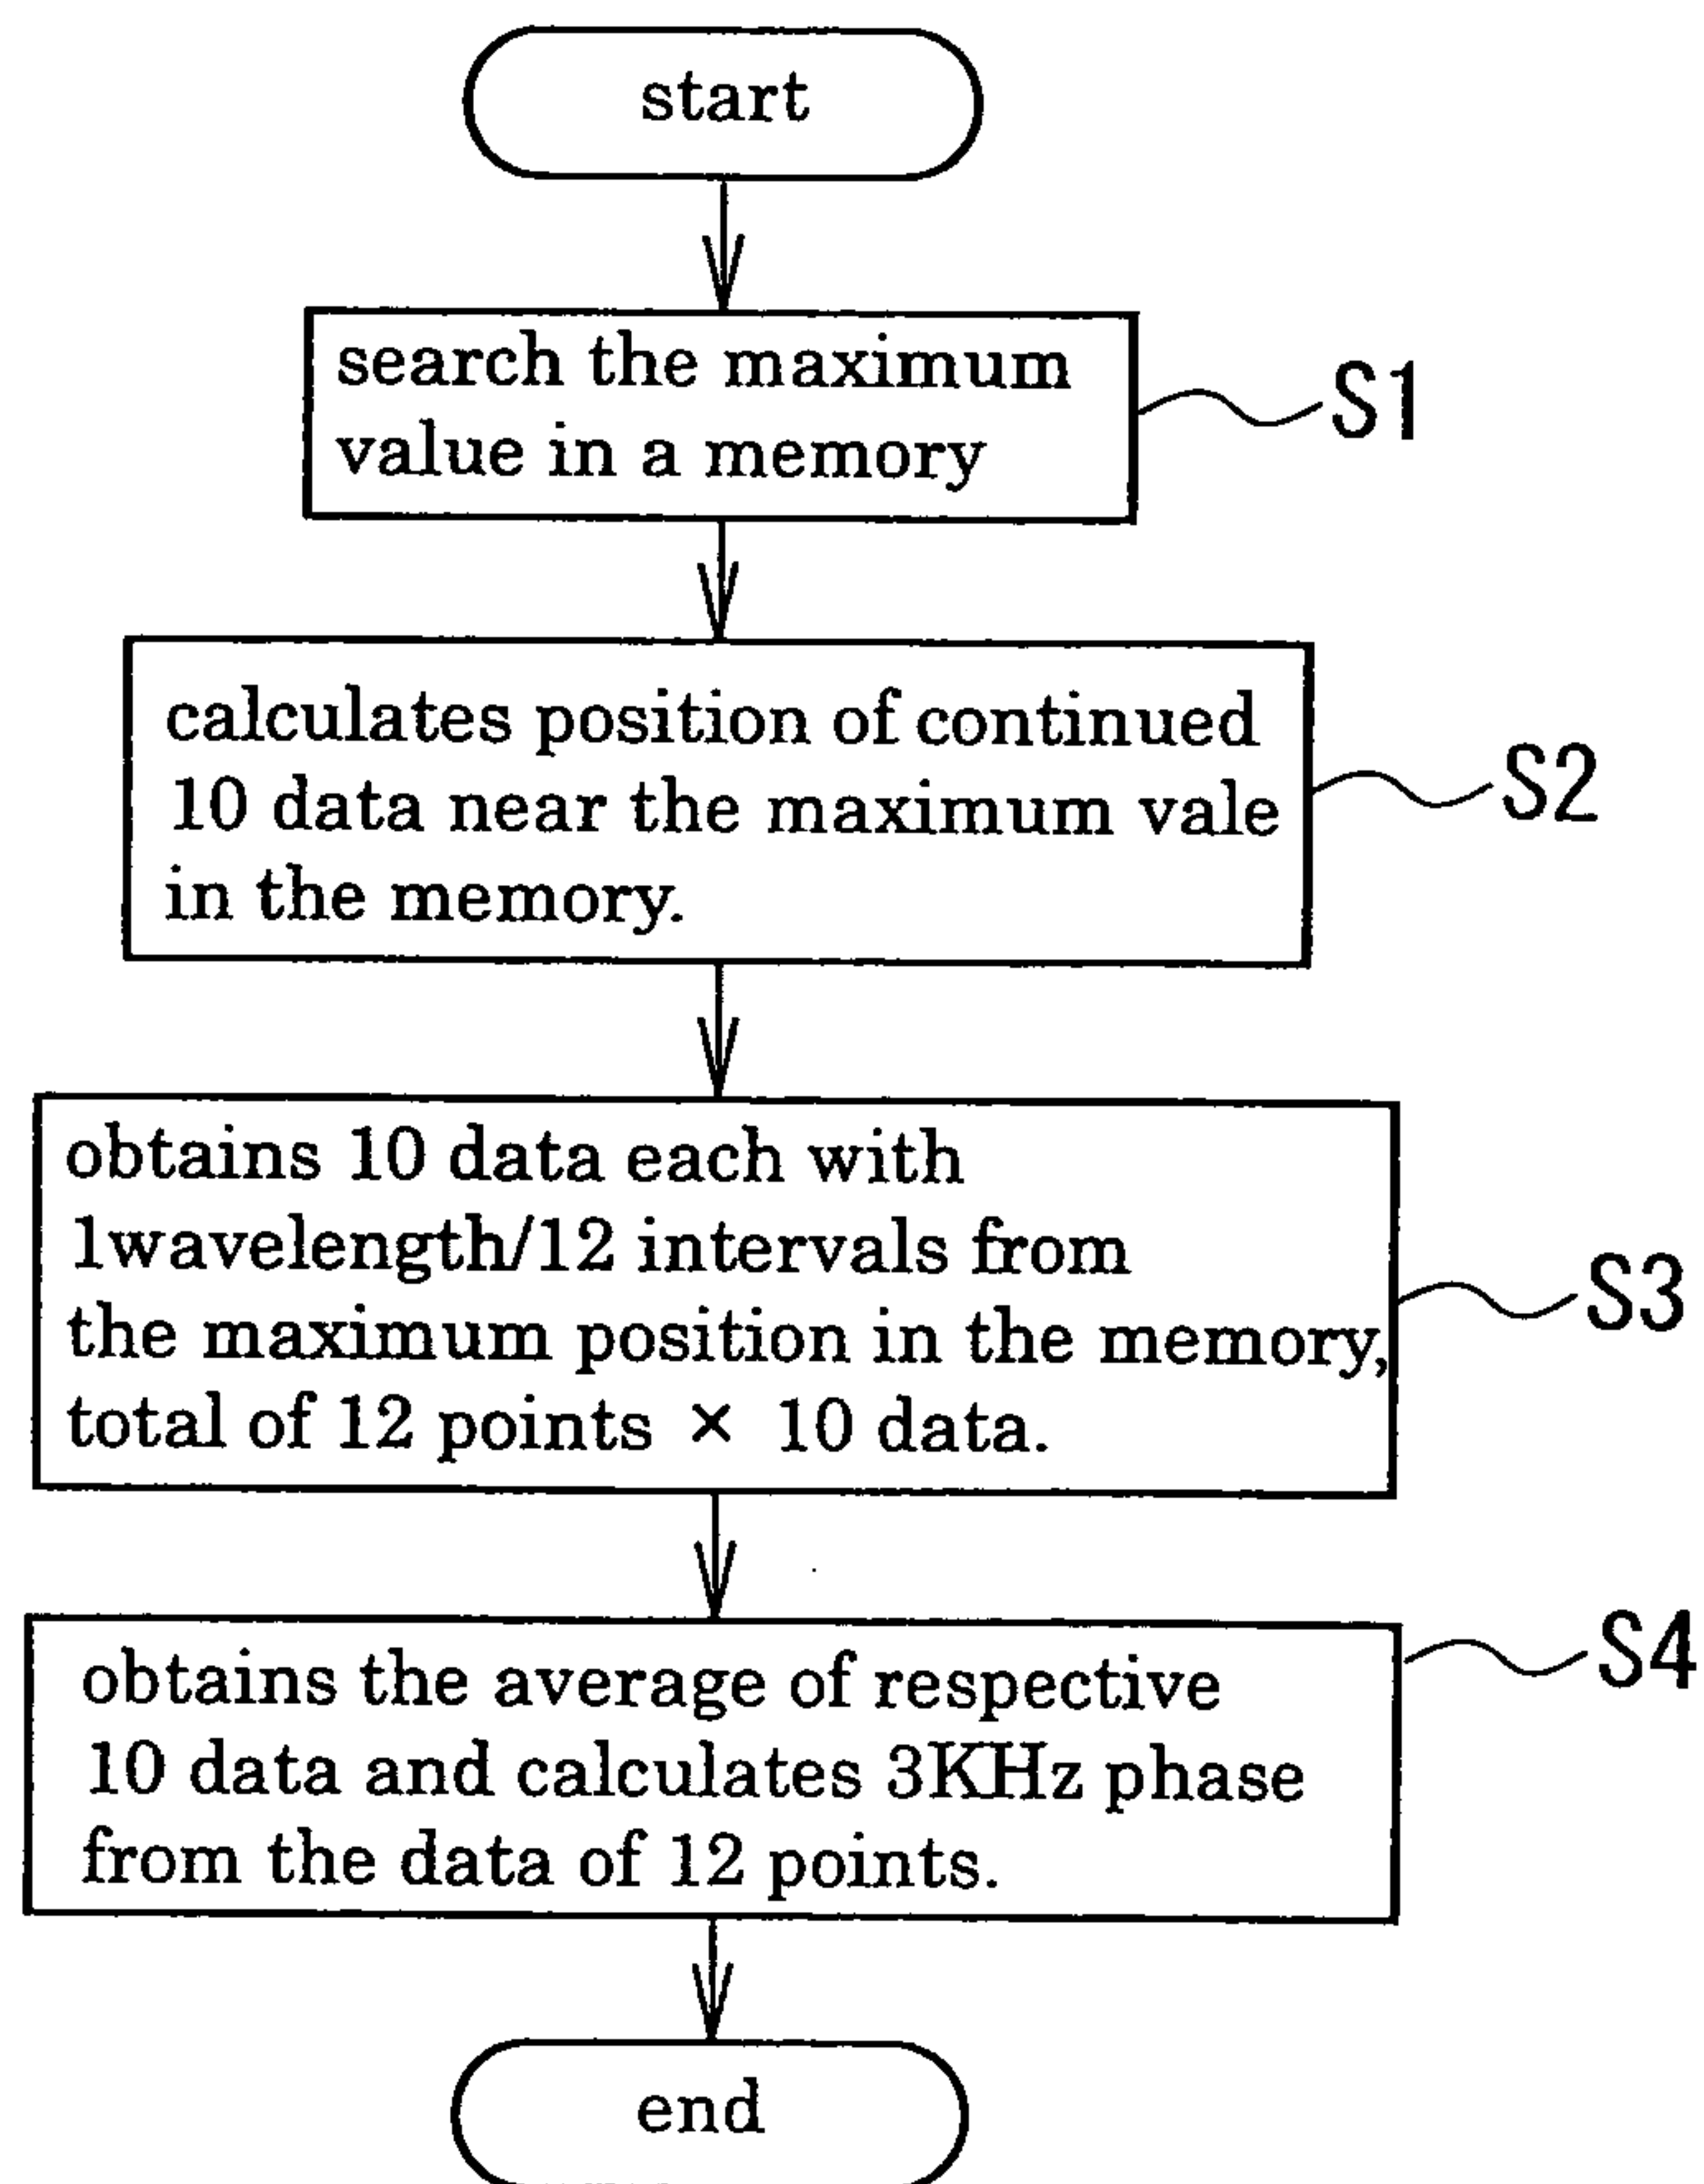 start
search the maximum
value in a memory
S1
calculates position of continued
10 data near the maximum vale
in the memory.
S2
obtains 10 data each with
1wavelength/12 intervals from
the maximum position in the memory,
total of 12 points × 10 data.
S3
obtains the average of respective
10 data and calculates 3KHz phase
from the data of 12 points.
S4
end